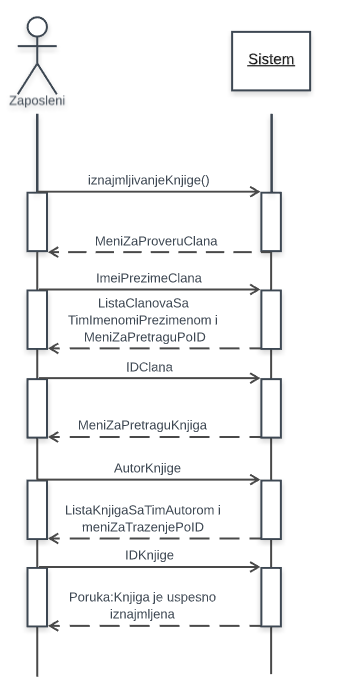 Zaposleni
Sistem
iznajmljivanjeKnjige()
MeniZaProveruClana
ImeiPrezimeClana
ListaClanovaSa
TimImenomiPrezimenom i
MeniZaPretraguPoID
IDClana
MeniZaPretraguKnjiga
AutorKnjige
ListaKnjigaSaTimAutorom i
meniZaTrazenjePoID
IDKnjige
Poruka:Knjiga je uspesno
iznajmljena